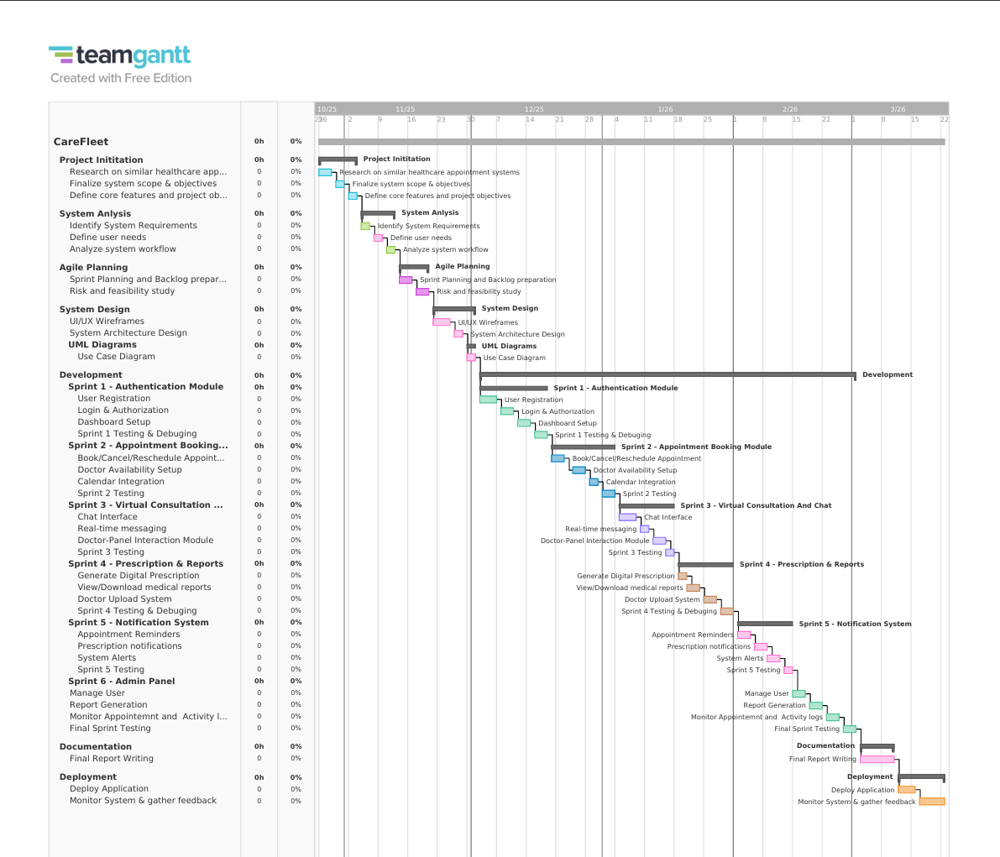 teamgantt
Created with Free Edition
10/25 11/25 12/25 1/26 2/26 3/26
2 9 16 23 30 7 14 21 28 4 11 18 25 1 8 15 22 1 8 15 22
CareFleet 0h 0%
Project Inititation 0h 0% Project Inititation
Research on similar healthcare app... 0 0% Research on similar healthcare appointment systems
Finalize system scope & objectives 0 0% Finalize system scope & objectives
Define core features and project ob... 0 0% Define core features and project objectives
System Anlysis 0h 0% System Anlysis
Identify System Requirements 0 0% Identify System Requirements
Define user needs 0 0% Define user needs
Analyze system workflow 0 0% Analyze system workflow
Agile Planning 0h 0% Agile Planning
Sprint Planning and Backlog prepar... 0 0% Sprint Planning and Backlog preparation
Risk and feasibility study 0 0% Risk and feasibility study
System Design 0h 0% System Design
UI/UX Wireframes 0 0% UI/UX Wireframes
System Architecture Design 0 0% System Architecture Design
UML Diagrams 0h 0% UML Diagrams
Use Case Diagram 0 0% Use Case Diagram
Development 0h 0% Development
Sprint 1 - Authentication Module 0h 0% Sprint 1 - Authentication Module
User Registration 0 0% User Registration
Login & Authorization 0 0% Login & Authorization
Dashboard Setup 0 0% Dashboard Setup
Sprint 1 Testing & Debuging 0 0% Sprint 1 Testing & Debuging
Sprint 2 - Appointment Booking... 0h 0% Sprint 2 - Appointment Booking Module
Book/Cancel/Reschedule Appoint... 0 0% Book/Cancel/Reschedule Appointment
Doctor Availability Setup 0 0% Doctor Availability Setup
Calendar Integration 0 0% Calendar Integration
Sprint 2 Testing 0 0% Sprint 2 Testing
Sprint 3 - Virtual Consultation ... 0h 0% Sprint 3 - Virtual Consultation And Chat
Chat Interface 0 0% Chat Interface
Real-time messaging 0 0% Real-time messaging
Doctor-Panel Interaction Module 0 0% Doctor-Panel Interaction Module
Sprint 3 Testing 0 0% Sprint 3 Testing
Sprint 4 - Prescription & Reports 0h 0% Sprint 4 - Prescription & Reports
Generate Digital Prescription 0 0% Generate Digital Prescription
View/Download medical reports 0 0% View/Download medical reports
Doctor Upload System 0 0% Doctor Upload System
Sprint 4 Testing & Debuging 0 0% Sprint 4 Testing & Debuging
Sprint 5 - Notification System 0h 0% Sprint 5 - Notification System
Appointment Reminders 0 0% Appointment Reminders
Prescription notifications 0 0% Prescription notifications
System Alerts 0 0% System Alerts
Sprint 5 Testing 0 0% Sprint 5 Testing
Sprint 6 - Admin Panel 0h 0%
Manage User 0 0% Manage User
Report Generation 0 0% Report Generation
Monitor Appointemnt and  Activity l... 0 0% Monitor Appointemnt and  Activity logs
Final Sprint Testing 0 0% Final Sprint Testing
Documentation 0h 0% Documentation
Final Report Writing 0 0% Final Report Writing
Deployment 0h 0% Deployment
Deploy Application 0 0% Deploy Application
Monitor System & gather feedback 0 0% Monitor System & gather feedback